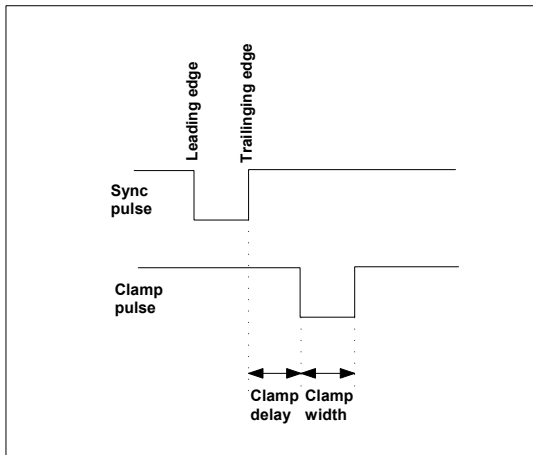 Leading edge
Trailinging edge
Sync
pulse
Clamp
pulse
Clamp
delay
Clamp
width